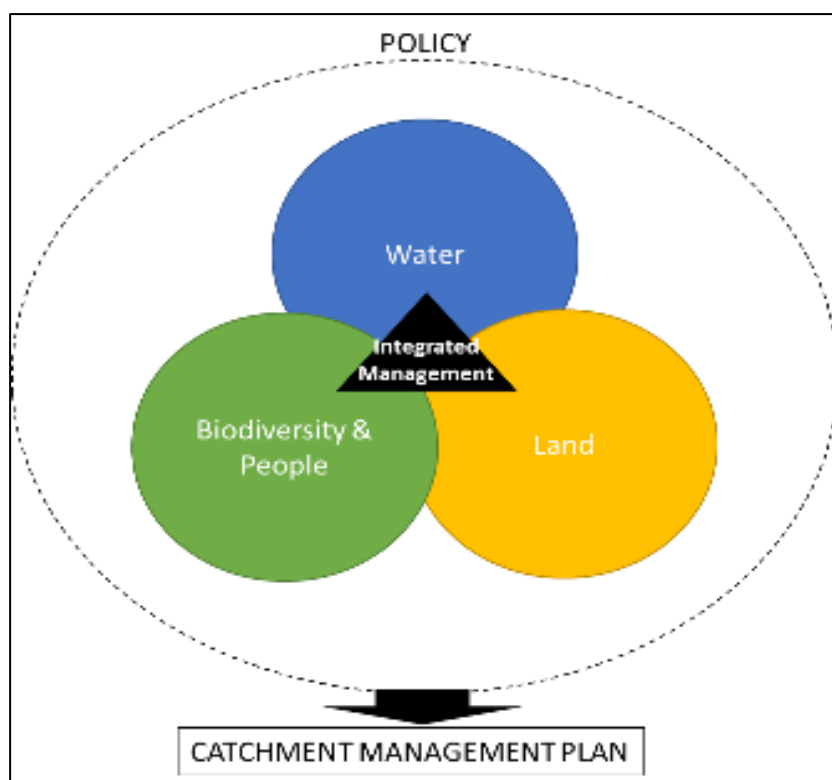 POLICY
Water
Integrated
Management
Biodiversity &
People
Land
CATCHMENT MANAGEMENT PLAN